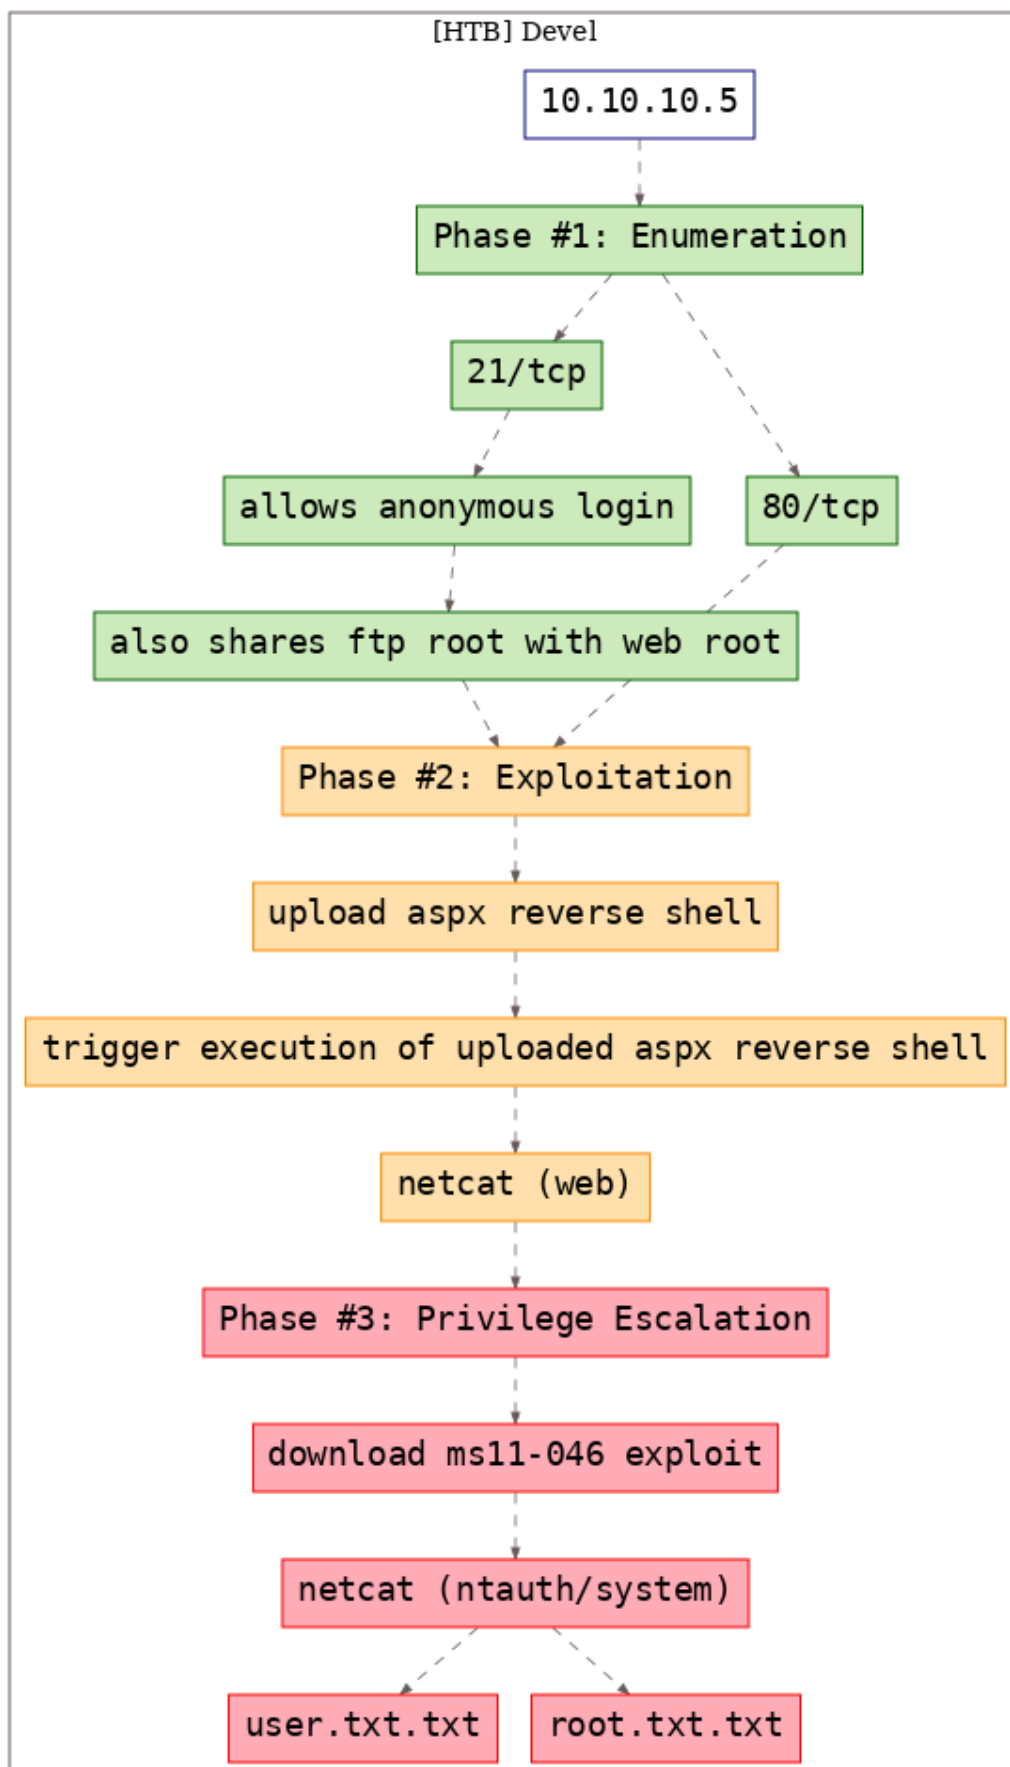 [HTB] Devel
10.10.10.5
Phase #1: Enumeration
21/tcp
allows anonymous login
80/tcp
also shares ftp root with web root
Phase #2: Exploitation
upload aspx reverse shell
trigger execution of uploaded aspx reverse shell
netcat (web)
Phase #3: Privilege Escalation
download ms11-046 exploit
netcat (ntauth/system)
user.txt.txt
root.txt.txt